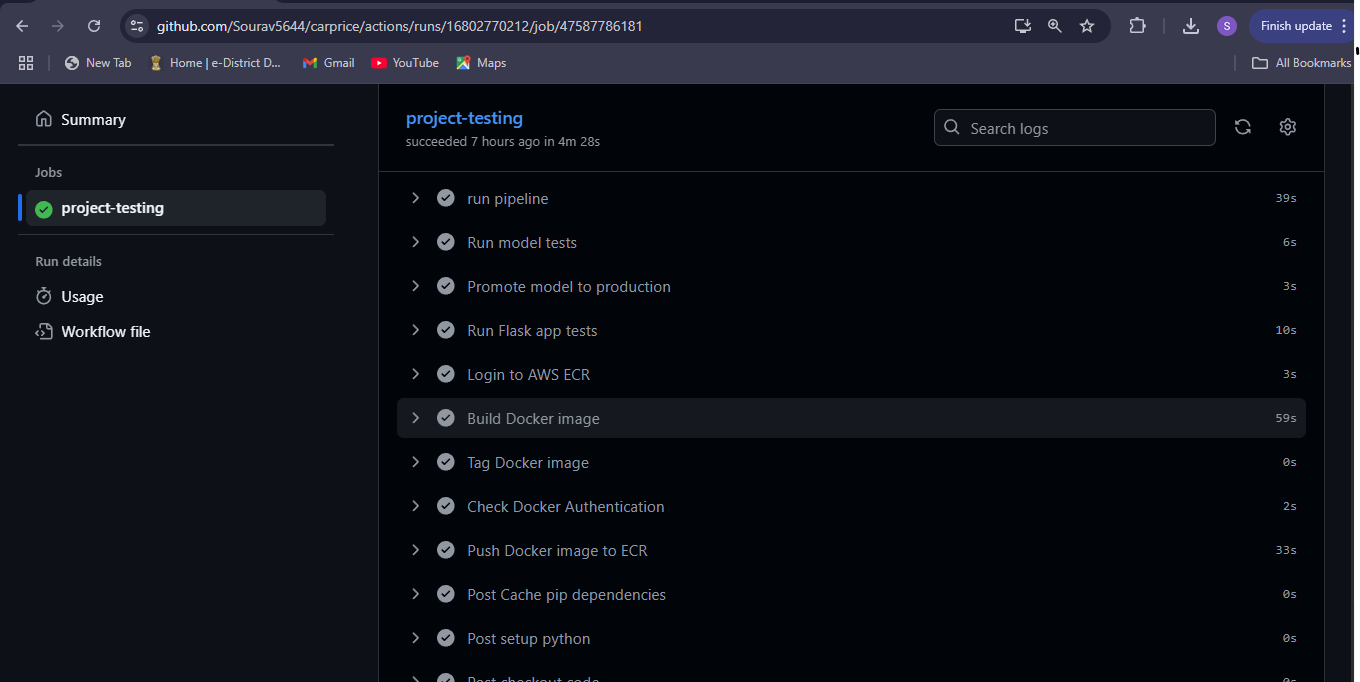 github.com/Sourav5644/carprice/actions/runs/16802770212/job/47587786181
S
Finish update
New Tab
Home | e-District D...
Gmail
YouTube
Maps
All Bookmarks
Summary
Jobs
project-testing
Run details
Usage
Workflow file
project-testing
succeeded 7 hours ago in 4m 28s
Search logs
run pipeline 39s
Run model tests 6s
Promote model to production 3s
Run Flask app tests 10s
Login to AWS ECR 3s
Build Docker image 59s
Tag Docker image 0s
Check Docker Authentication 2s
Push Docker image to ECR 33s
Post Cache pip dependencies 0s
Post setup python 0s
Post checkout code 0s